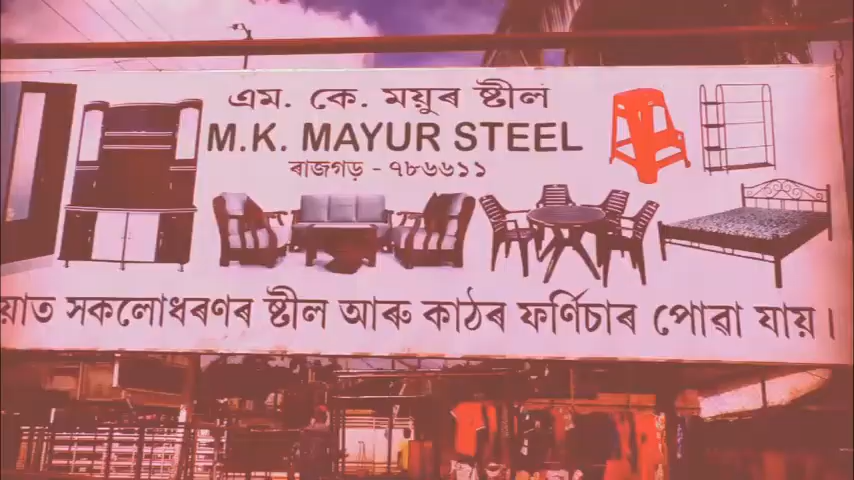 এম. কে. ময়ুৰ ষ্টীল
M.K. MAYUR STEEL
ৰাজগড় - ৭৮৬৬১১
য়াত সকলোধৰণৰ ষ্টীল আৰু কাঠৰ ফৰ্ণিচাৰ পোৱা যায়।